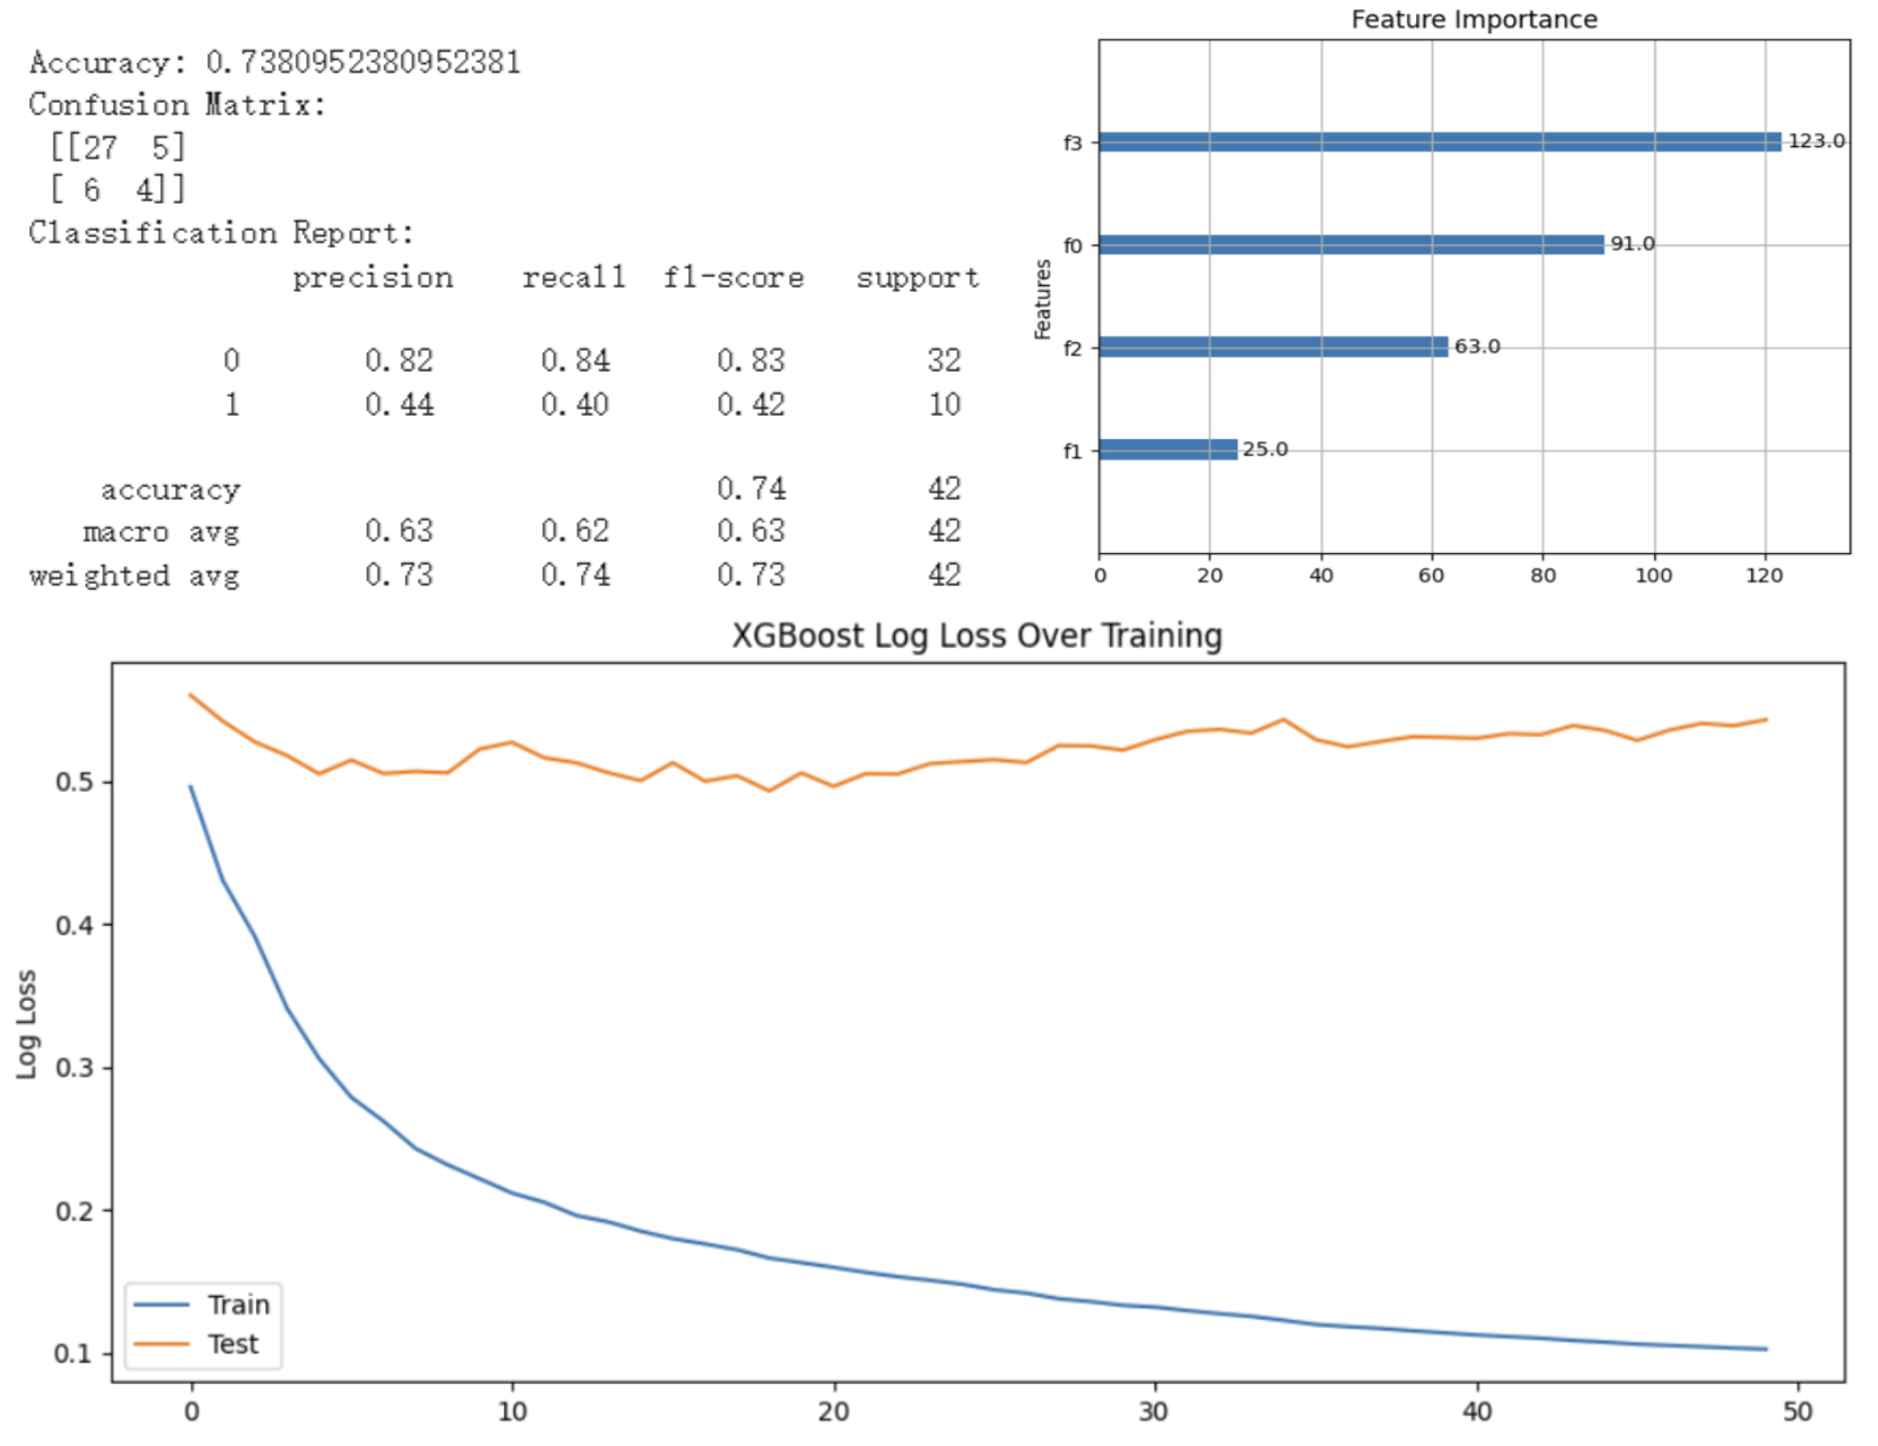 Accuracy: 0.7380952380952381
Confusion Matrix:
[[27 5]
[ 6 4]]
Classification Report:
precision recall f1-score support
0 0.82 0.84 0.83 32
1 0.44 0.40 0.42 10
accuracy 0.74 42
macro avg 0.63 0.62 0.63 42
weighted avg 0.73 0.74 0.73 42
Feature Importance
Features
f3 123.0
f0 91.0
f2 63.0
f1 25.0
0 20 40 60 80 100 120
XGBoost Log Loss Over Training
Log Loss
0.5
0.4
0.3
0.2
0.1
Train
Test
0 10 20 30 40 50